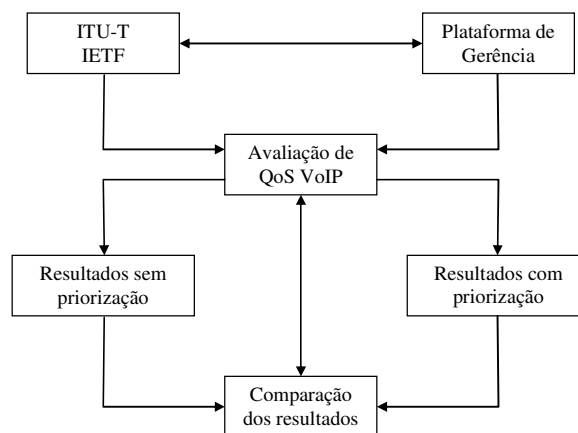 ITU-T
IETF
Plataforma de
Gerência
Avaliação de
QoS VoIP
Resultados sem
priorização
Resultados com
priorização
Comparação
dos resultados